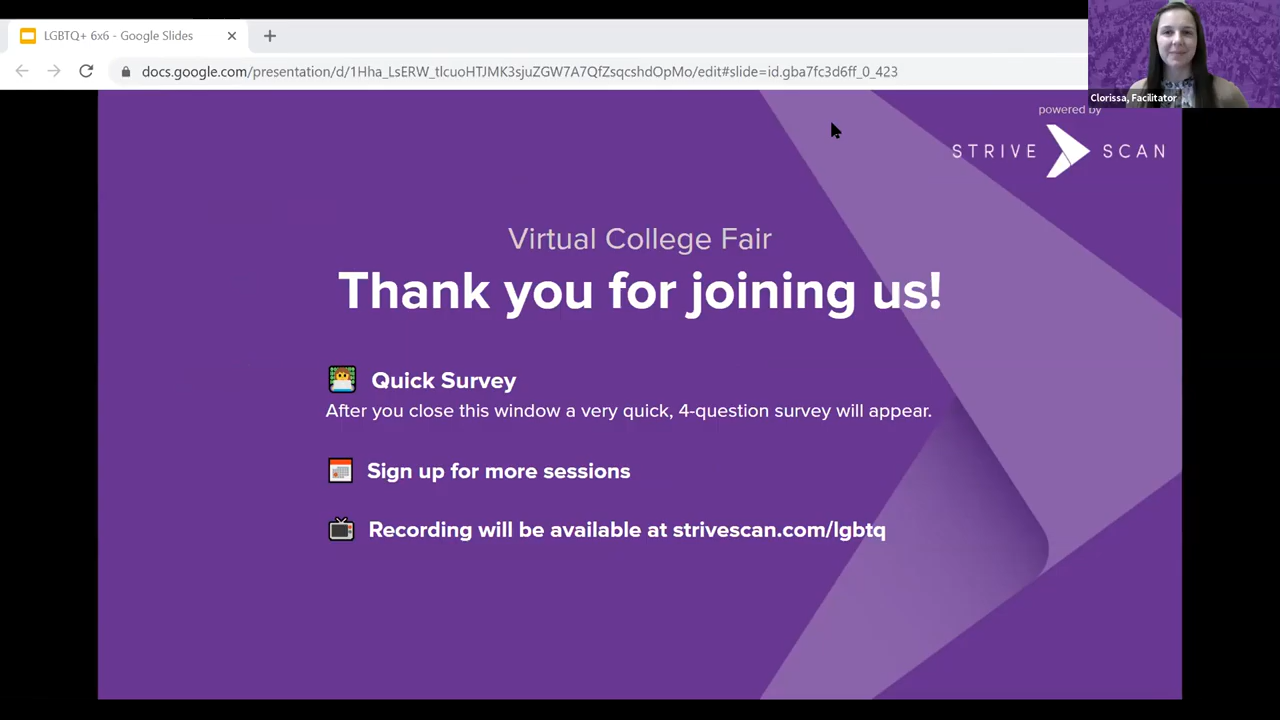 LGBTQ+ 6x6 - Google Slides
docs.google.com/presentation/d/1Hha_LsERW_tlcuoHTJMK3sjuZGW7A7QfZsqcshdOpMo/edit#slide=id.gba7fc3d6ff_0_423
Clorissa, Facilitator
powered by
STRIVE SCAN
Virtual College Fair
Thank you for joining us!
Quick Survey
After you close this window a very quick, 4-question survey will appear.
Sign up for more sessions
Recording will be available at strivescan.com/lgbtq